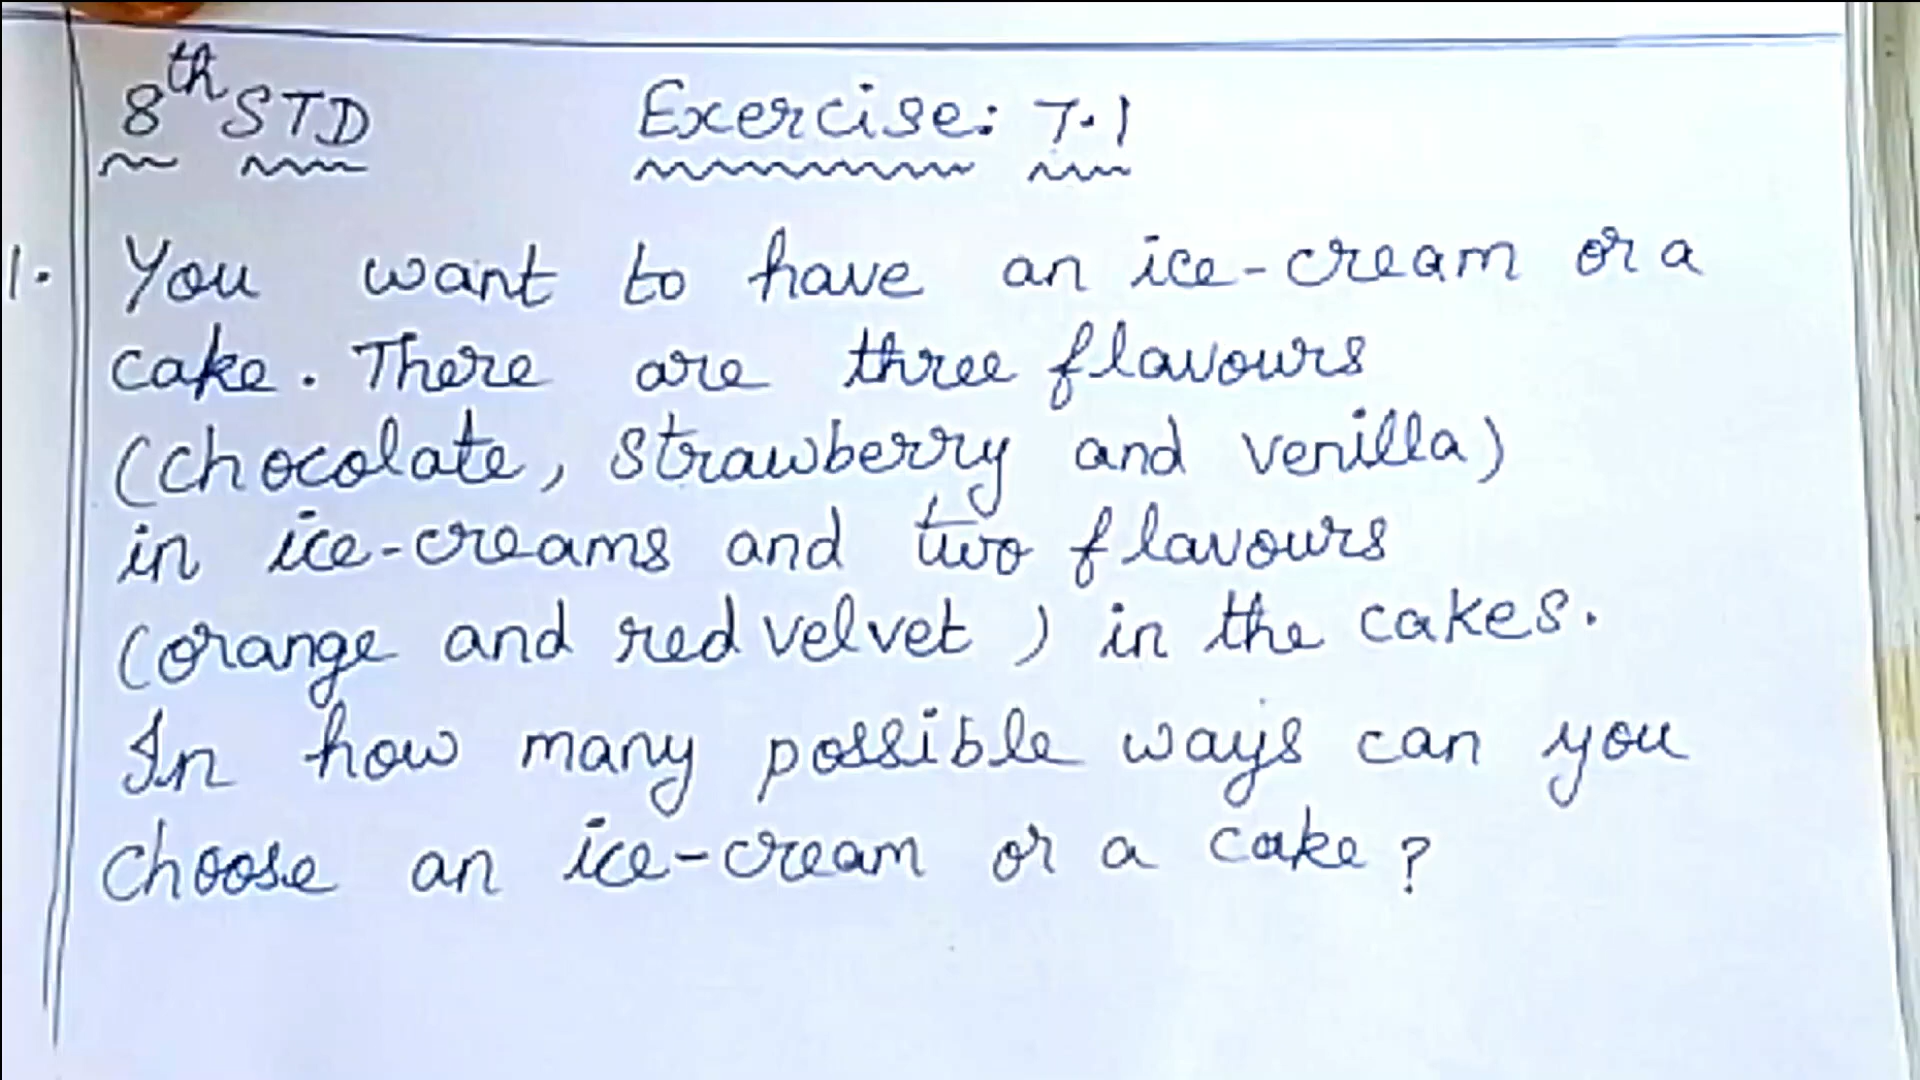 8th STD Exercise: 7.1
1. You want to have an ice-cream or a
cake. There are three flavours
(chocolate, strawberry and venilla)
in ice-creams and two flavours
(orange and red velvet) in the cakes.
In how many possible ways can you
choose an ice-cream or a cake?